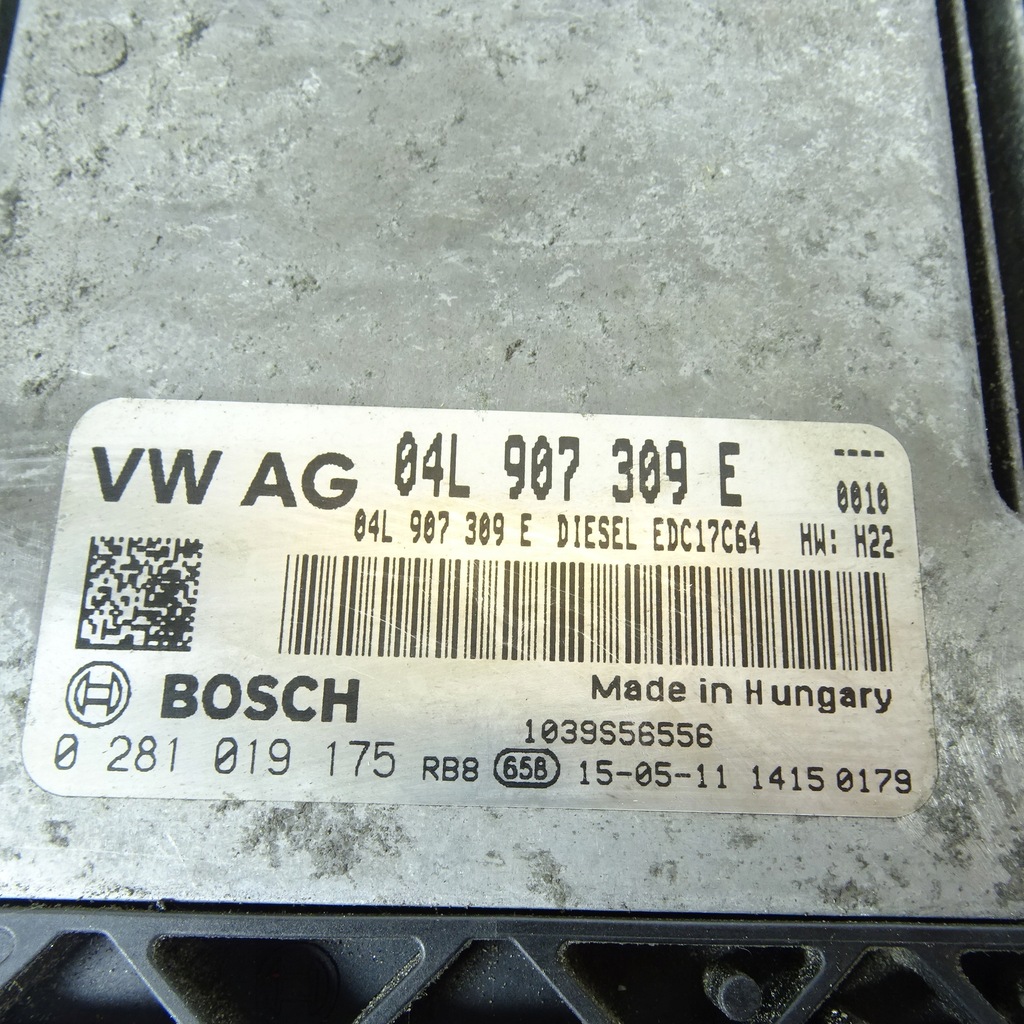 VW AG 04L 907 309 E ----
0010
04L 907 309 E DIESEL EDC17C64 HW: H22
BOSCH Made in Hungary
1039S56556
0 281 019 175 RB8 658 15-05-11 1415 0179